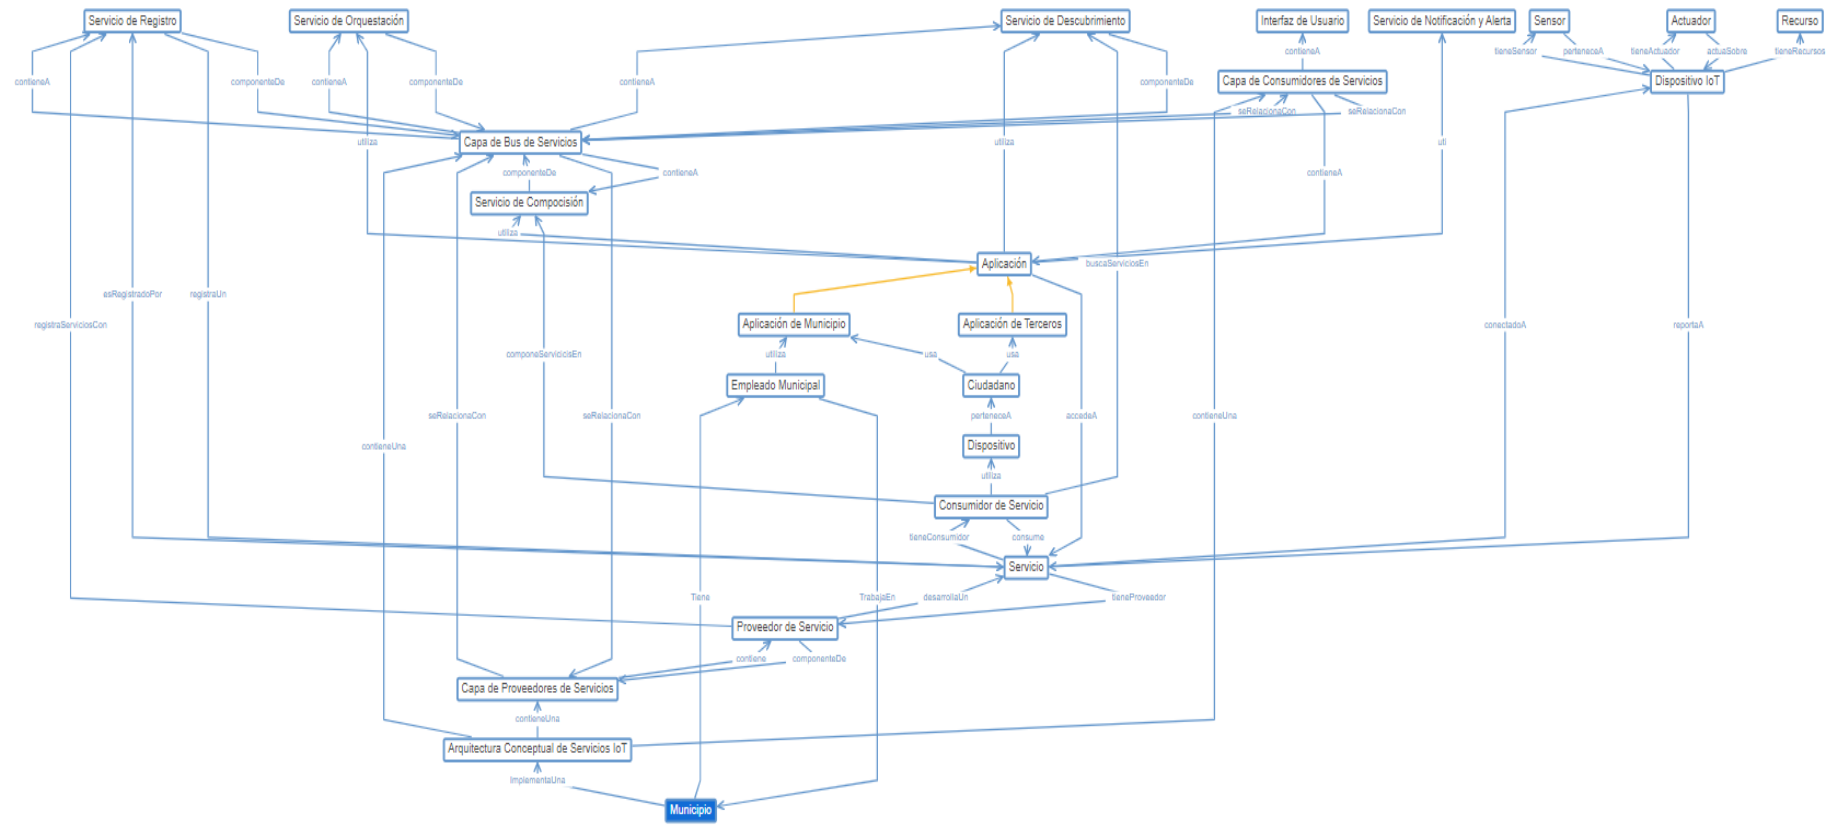 Servicio de Registro
Servicio de Orquestación
Servicio de Descubrimiento
Interfaz de Usuario
Servicio de Notificación y Alerta
Sensor
Actuador
Recurso
contieneA
tieneSensor
perteneceA
tieneActuador
actuaSobre
tieneRecursos
contieneA
componenteDe
contieneA
componenteDe
contieneA
componenteDe
Capa de Consumidores de Servicios
Dispositivo IoT
seRelacionaCon
seRelacionaCon
Capa de Bus de Servicios
utiliza
utiliza
uti
componenteDe
contieneA
contieneA
Servicio de Compocisión
utiliza
Aplicación
buscaServiciosEn
esRegistradoPor
registraUn
registraServiciosCon
Aplicación de Municipio
Aplicación de Terceros
conectadoA
reportaA
componeServicicisEn
utiliza
usa
usa
Empleado Municipal
Ciudadano
seRelacionaCon
seRelacionaCon
perteneceA
accedeA
contieneUna
contieneUna
Dispositivo
utiliza
Consumidor de Servicio
tieneConsumidor
consume
Servicio
Tiene
TrabajaEn
desarrollaUn
tieneProveedor
Proveedor de Servicio
contiene
componenteDe
Capa de Proveedores de Servicios
contieneUna
Arquitectura Conceptual de Servicios IoT
ImplementaUna
Municipio